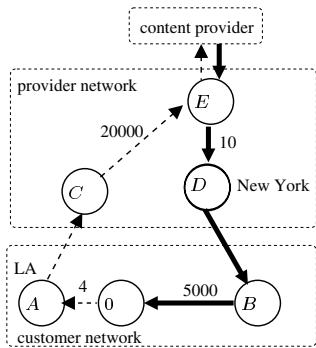 content provider
provider network
E
20000
10
C
D
New York
LA
4
5000
A
0
B
customer network